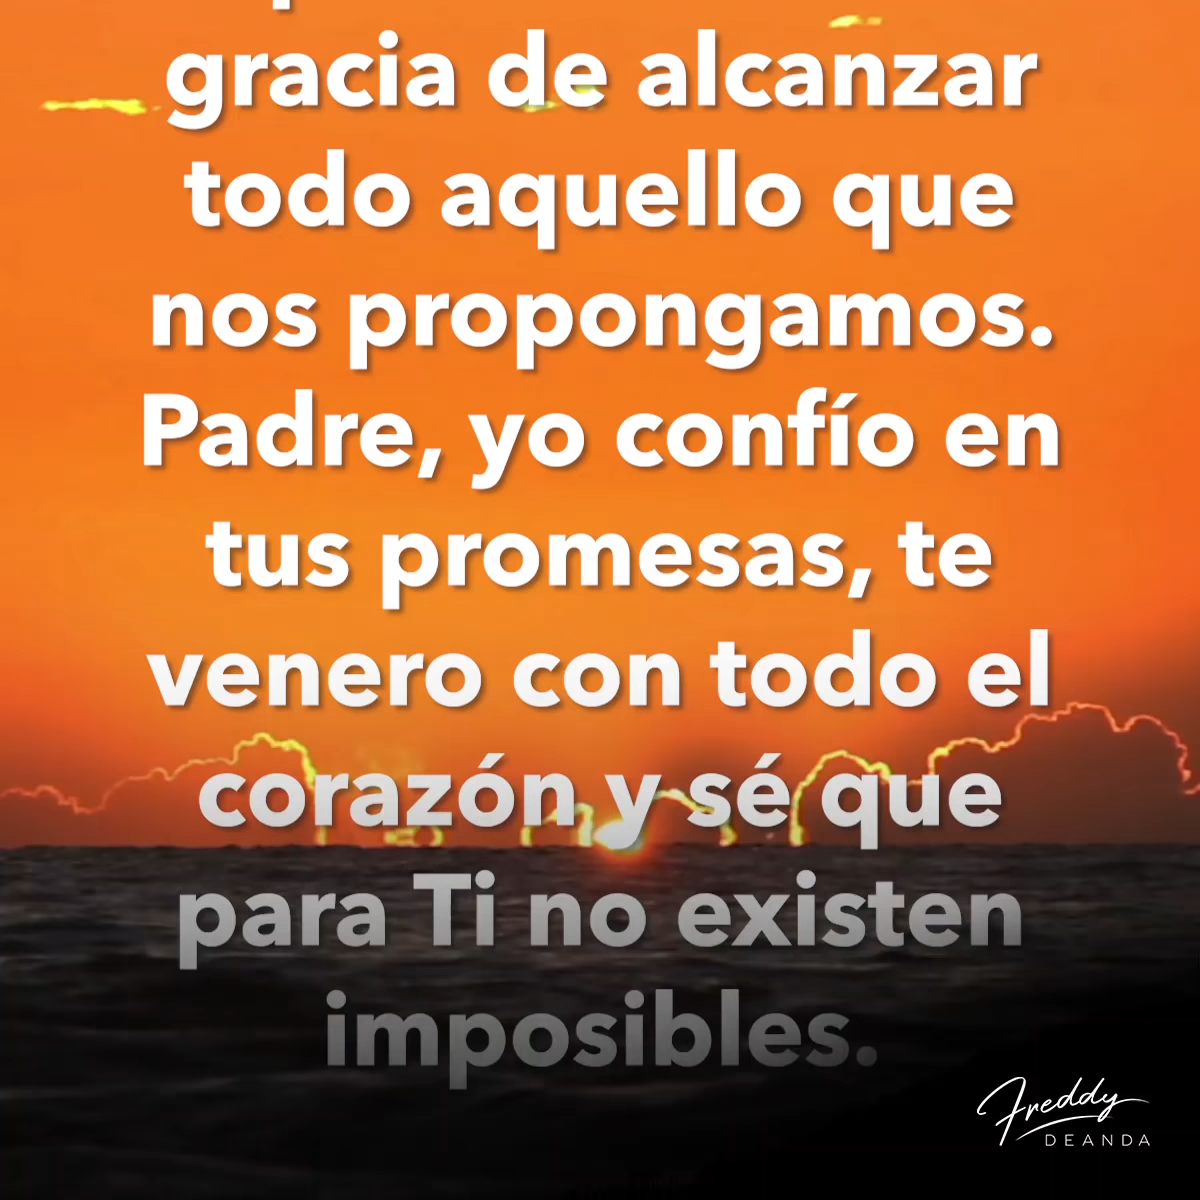 gracia de alcanzar
todo aquello que
nos propongamos.
Padre, yo confío en
tus promesas, te
venero con todo el
corazón y sé que
para Ti no existen
imposibles.
Freddy
DEANDA